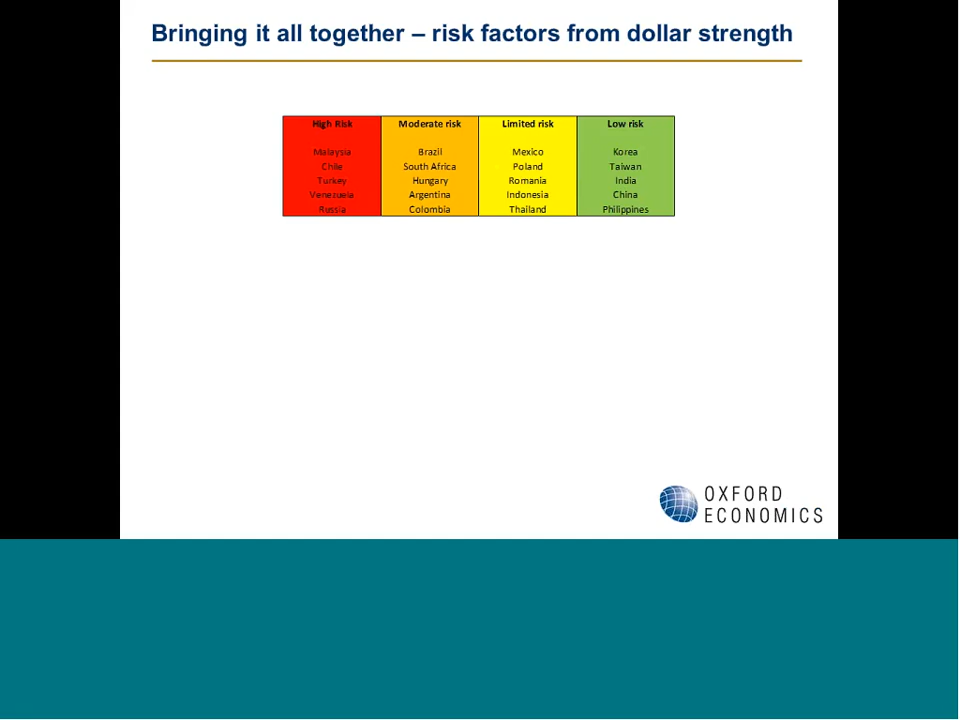 Bringing it all together – risk factors from dollar strength
High Risk Moderate risk Limited risk Low risk
Malaysia Brazil Mexico Korea
Chile South Africa Poland Taiwan
Turkey Hungary Romania India
Venezuela Argentina Indonesia China
Russia Colombia Thailand Philippines
OXFORD
ECONOMICS